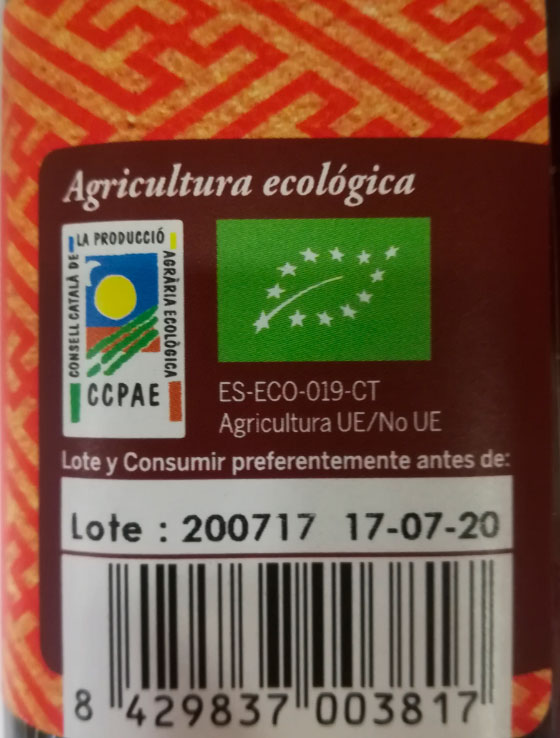 Agricultura ecológica
CONSELL CATALÀ DE
LA PRODUCCIÓ
AGRÀRIA ECOLÒGICA
CCPAE
ES-ECO-019-CT
Agricultura UE/No UE
Lote y Consumir preferentemente antes de:
Lote : 200717 17-07-20
8 429837 003817